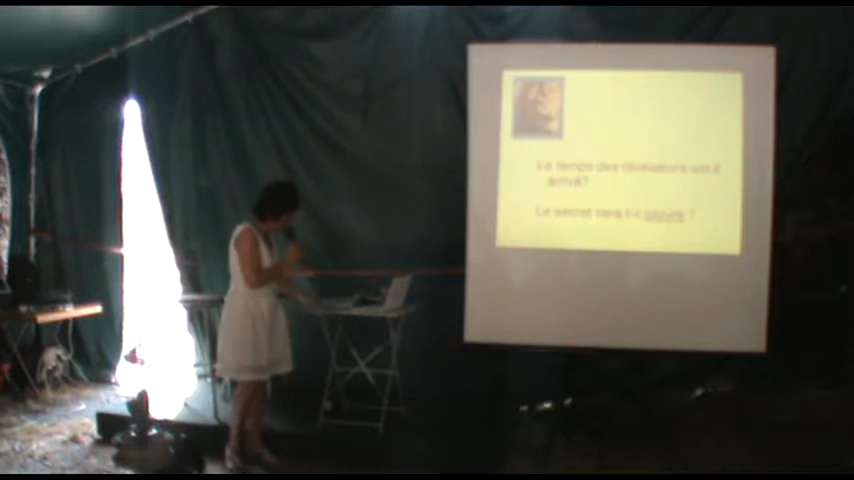 Le temps des révélations est-il
arrivé?
Le secret sera-t-il dévoilé ?